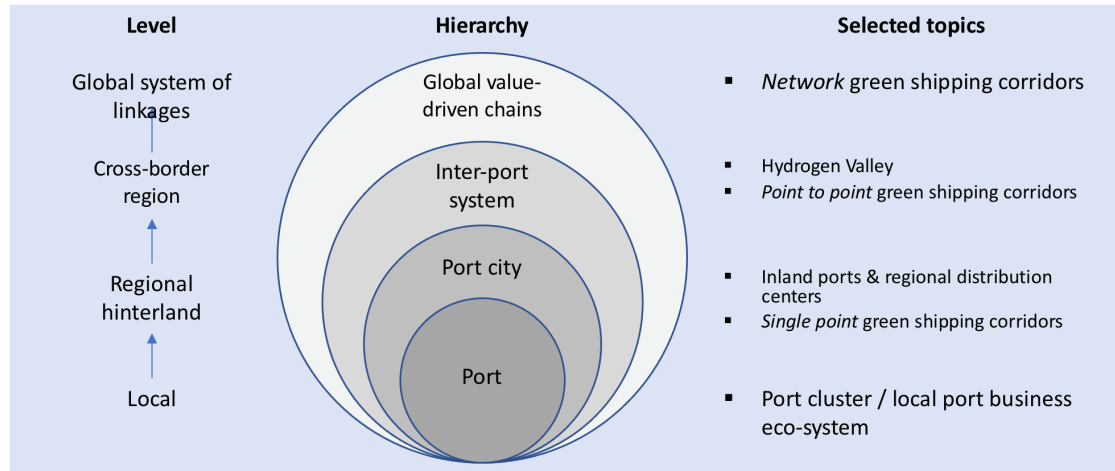 Level
Hierarchy
Selected topics
Global system of
linkages
Global value-
driven chains
▪ Network green shipping corridors
Cross-border
region
Inter-port
system
▪ Hydrogen Valley
▪ Point to point green shipping corridors
Regional
hinterland
Port city
▪ Inland ports & regional distribution
centers
▪ Single point green shipping corridors
Local
Port
▪ Port cluster / local port business
eco-system